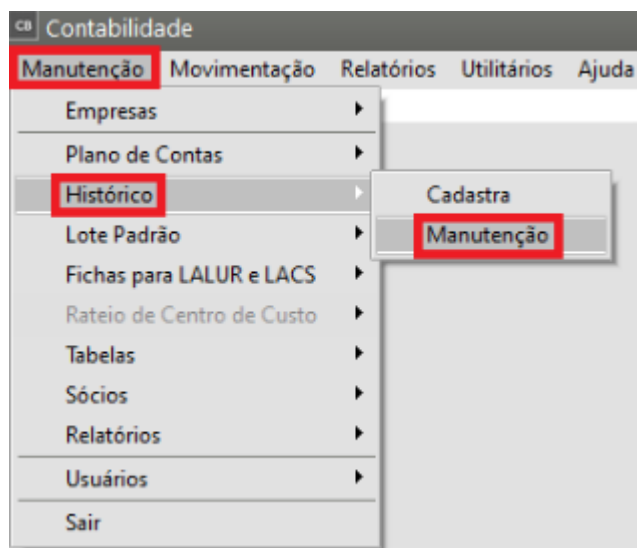 CB Contabilidade
Manutenção Movimentação Relatórios Utilitários Ajuda
Empresas
Plano de Contas
Histórico
Cadastra
Lote Padrão
Manutenção
Fichas para LALUR e LACS
Rateio de Centro de Custo
Tabelas
Sócios
Relatórios
Usuários
Sair